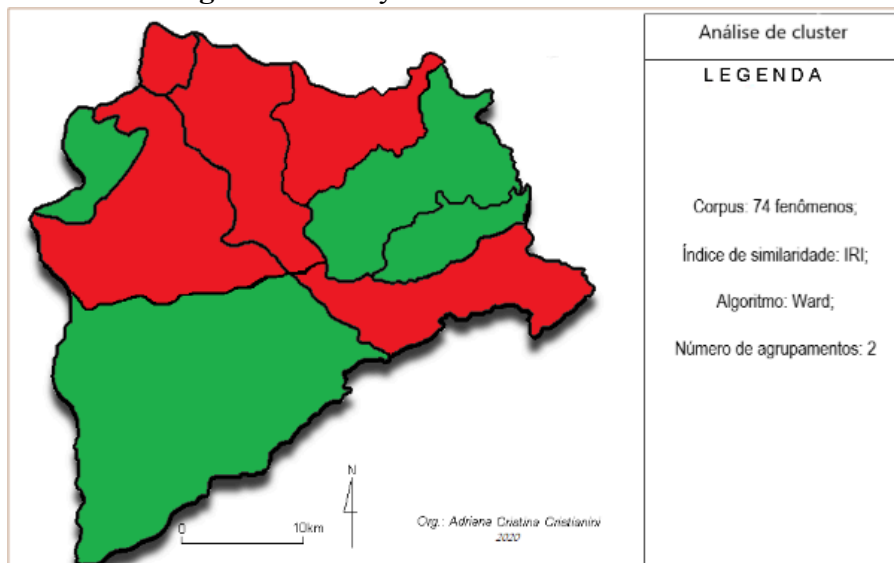 Análise de cluster
LEGENDA
Corpus: 74 fenômenos;
Índice de similaridade: IRI;
Algoritmo: Ward;
Número de agrupamentos: 2
N
0 10km
Org.: Adriana Cristina Cristianini
2020